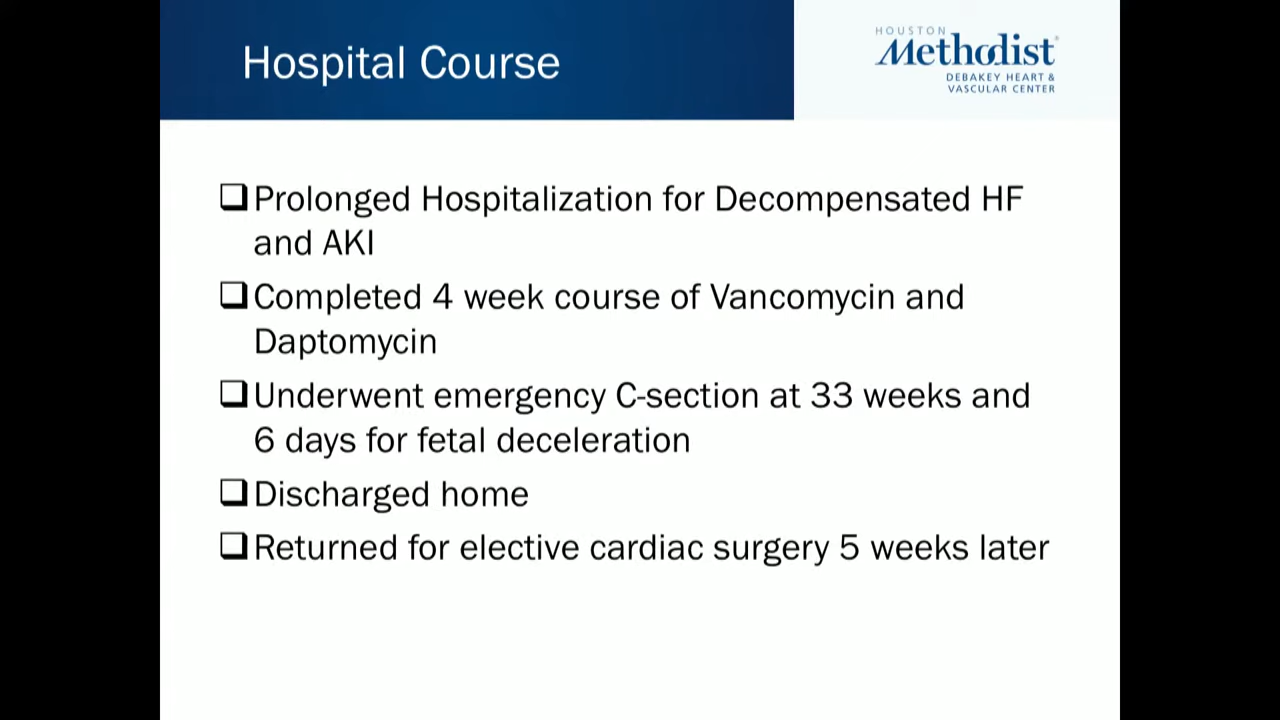 Hospital Course
HOUSTON
Methodist®
DEBAKEY HEART &
VASCULAR CENTER
Prolonged Hospitalization for Decompensated HF
and AKI
Completed 4 week course of Vancomycin and
Daptomycin
Underwent emergency C-section at 33 weeks and
6 days for fetal deceleration
Discharged home
Returned for elective cardiac surgery 5 weeks later